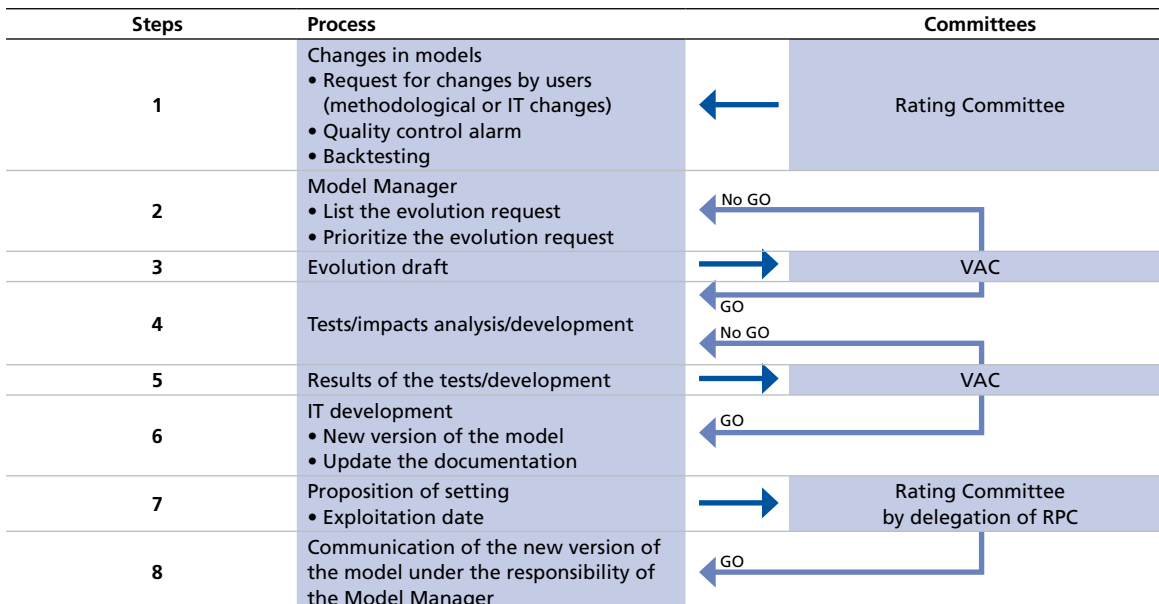 Steps Process Committees
Changes in models
• Request for changes by users
(methodological or IT changes)
1 Rating Committee
• Quality control alarm
• Backtesting
Model Manager
No GO
2 • List the evolution request
• Prioritize the evolution request
3 Evolution draft VAC
GO
4 Tests/impacts analysis/development
No GO
5 Results of the tests/development VAC
IT development
GO
6 • New version of the model
• Update the documentation
7 Proposition of setting Rating Committee
• Exploitation date by delegation of RPC
Communication of the new version of
GO
8 the model under the responsibility of
the Model Manager